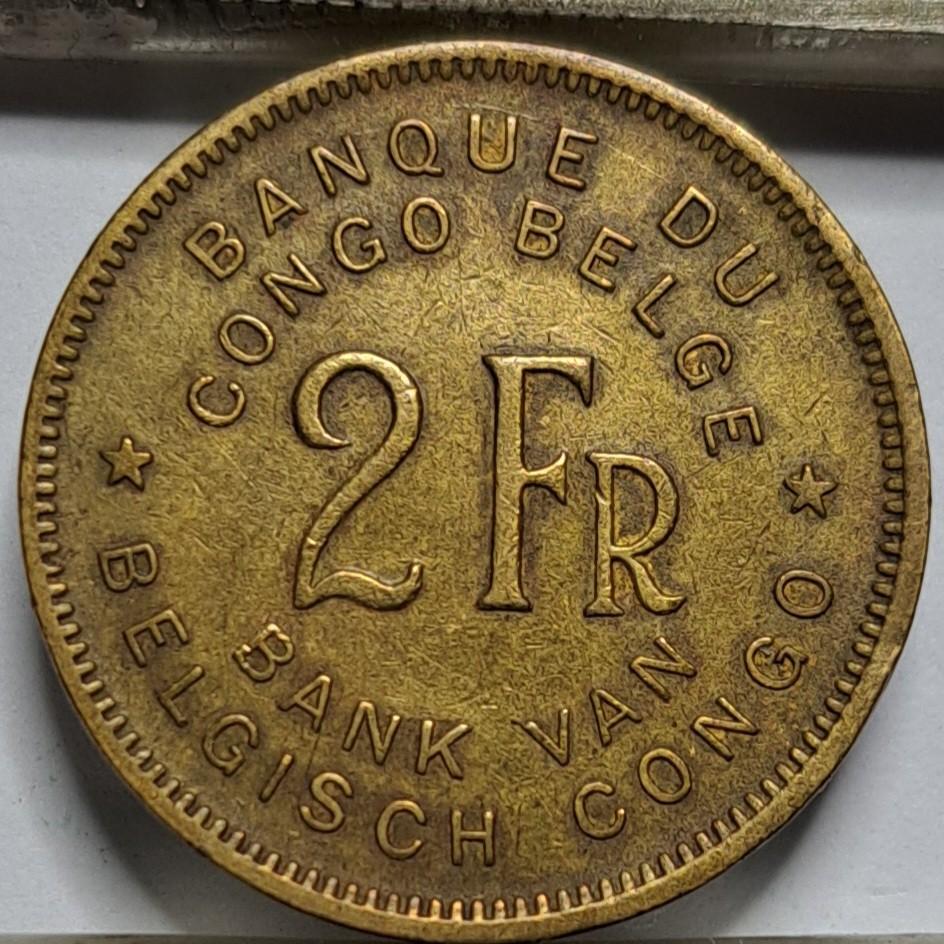 BANQUE DU
CONGO BELGE
2 FR
BANK VAN
BELGISCH CONGO